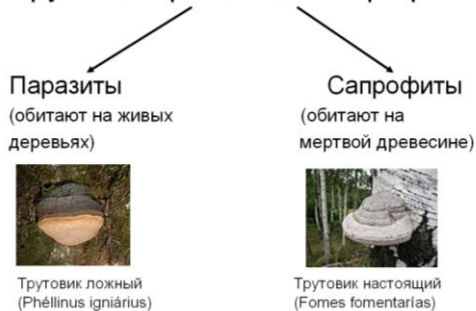 Паразиты
(обитают на живых
деревьях)
Сапрофиты
(обитают на
мертвой древесине)
Трутовик ложный
(Phéllinus igniárius)
Трутовик настоящий
(Fomes fomentarías)